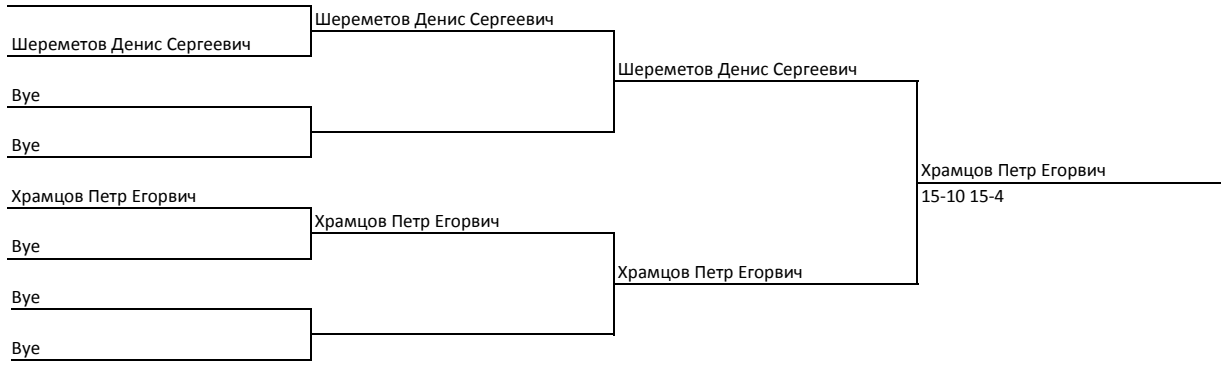 Шереметов Денис Сергеевич
Шереметов Денис Сергеевич
Шереметов Денис Сергеевич
Bye
Bye
Храмцов Петр Егорвич
15-10 15-4
Храмцов Петр Егорвич
Храмцов Петр Егорвич
Bye
Храмцов Петр Егорвич
Bye
Bye